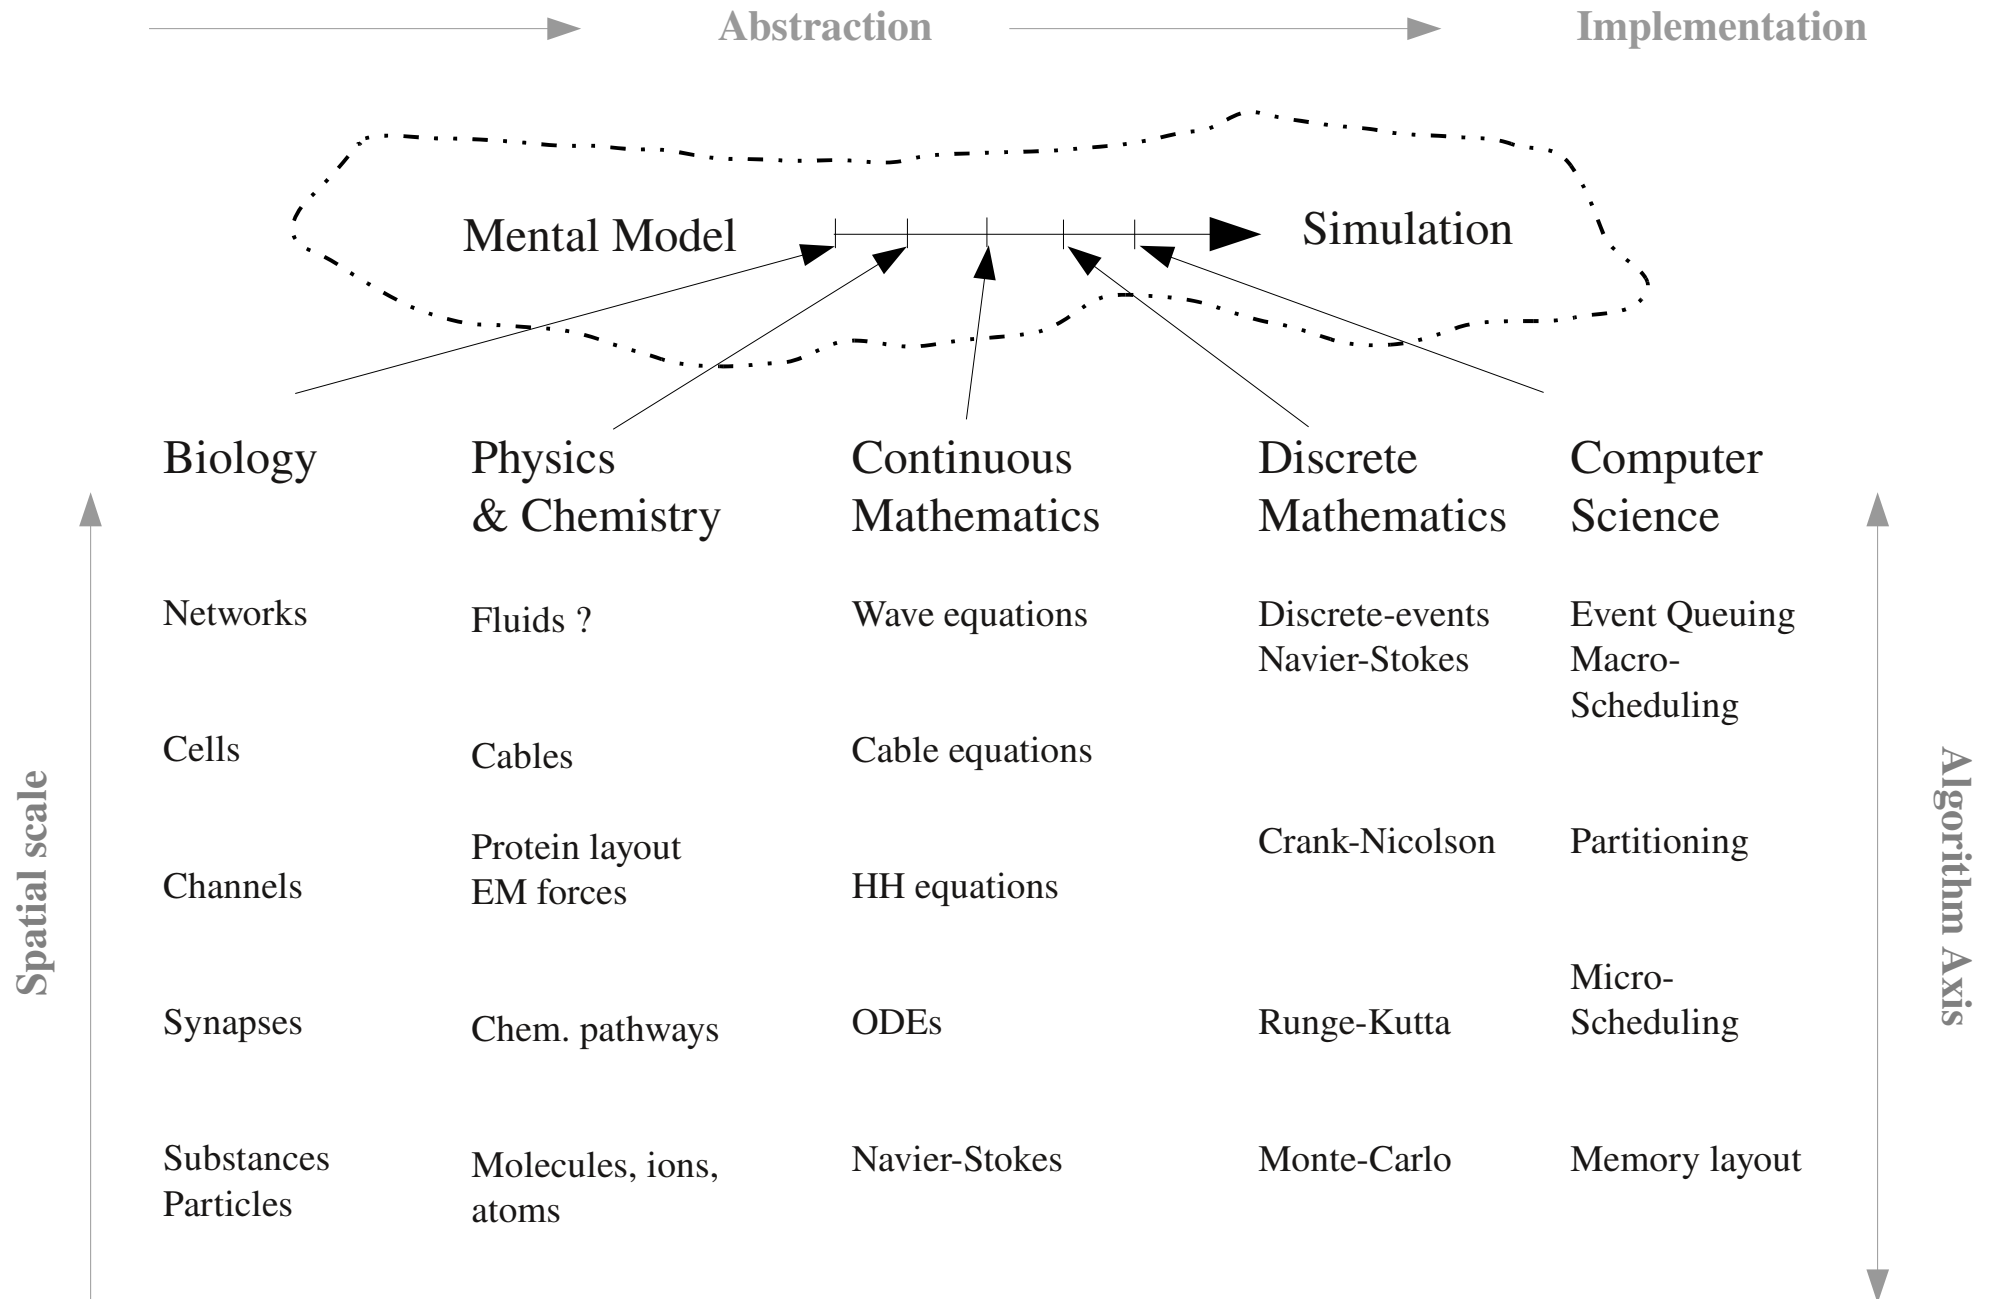 Abstraction
Implementation
Mental Model
Simulation
Biology
Physics
& Chemistry
Continuous
Mathematics
Discrete
Mathematics
Computer
Science
Networks
Fluids ?
Wave equations
Discrete-events
Navier-Stokes
Event Queuing
Macro-
Scheduling
Cells
Cables
Cable equations
Channels
Protein layout
EM forces
HH equations
Crank-Nicolson
Partitioning
Synapses
Chem. pathways
ODEs
Runge-Kutta
Micro-
Scheduling
Substances
Particles
Molecules, ions,
atoms
Navier-Stokes
Monte-Carlo
Memory layout
Spatial scale
Algorithm Axis